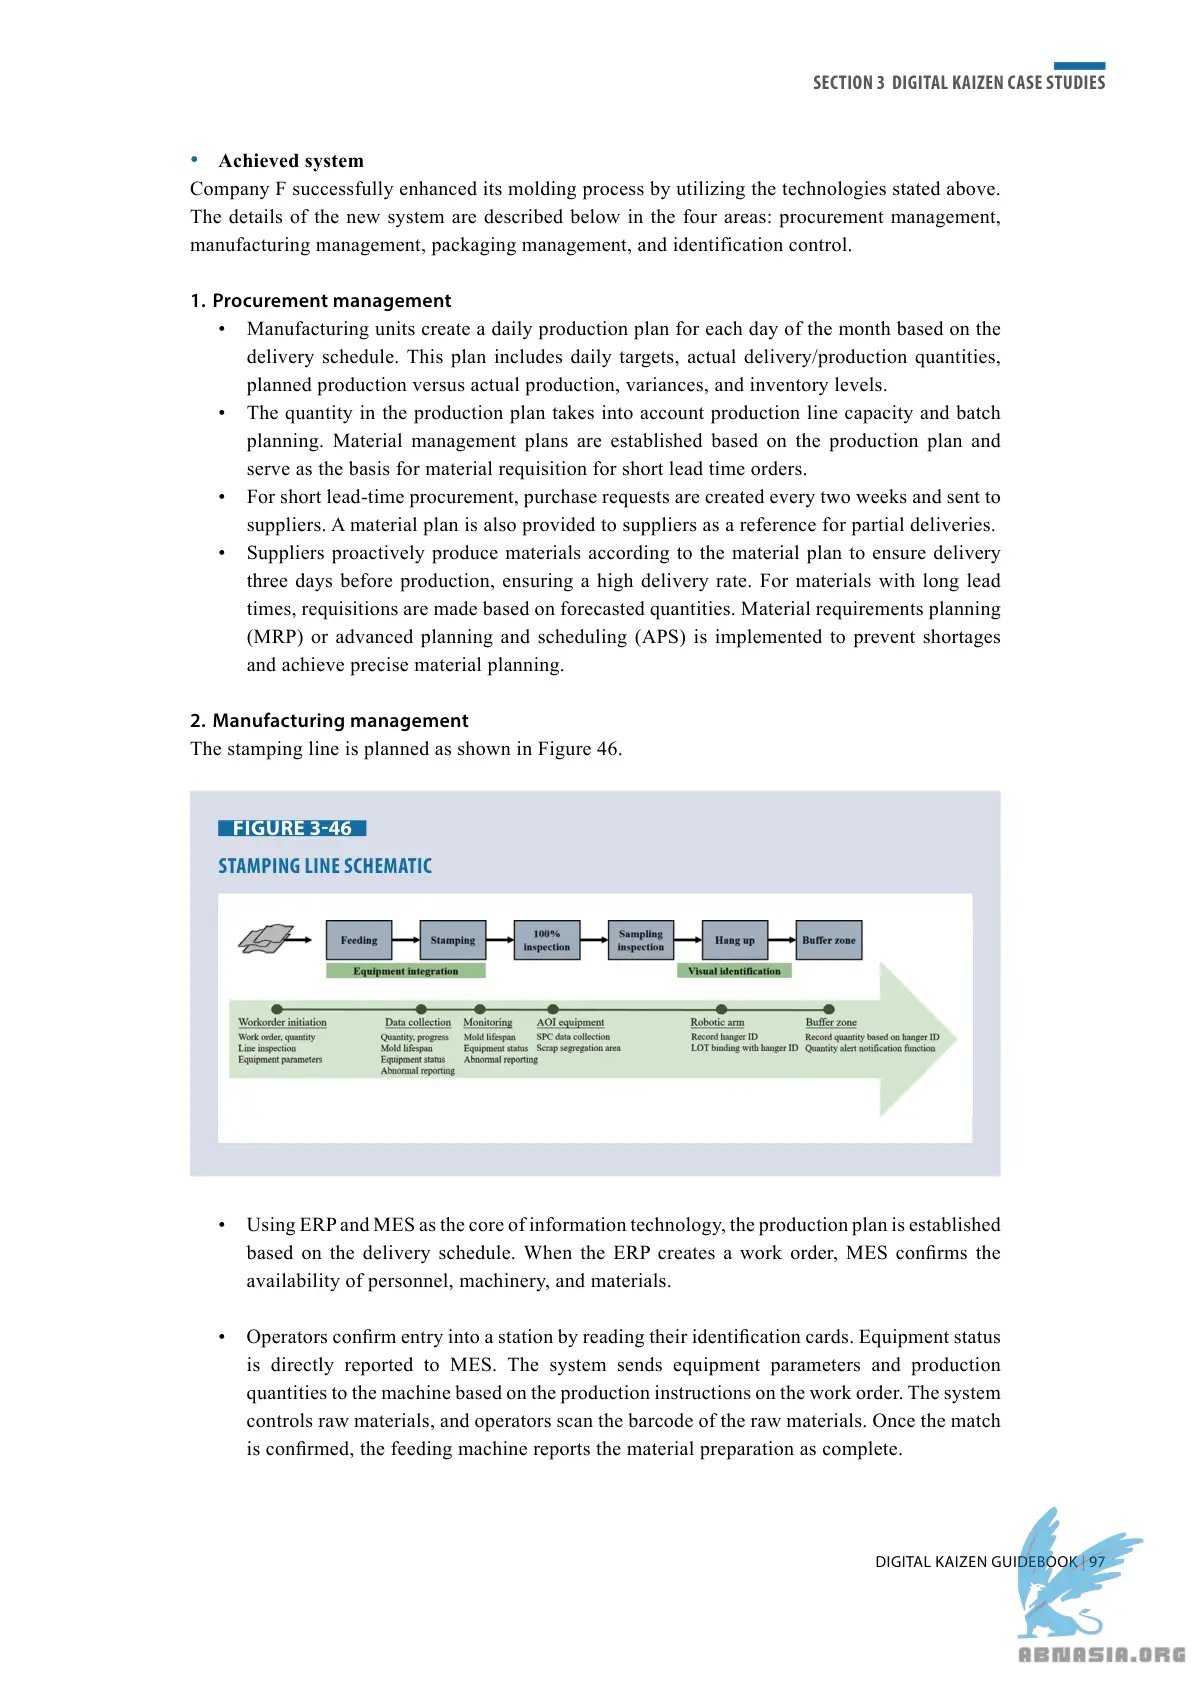 SECTION 3 DIGITAL KAIZEN CASE STUDIES
• Achieved system
Company F successfully enhanced its molding process by utilizing the technologies stated above.
The details of the new system are described below in the four areas: procurement management,
manufacturing management, packaging management, and identification control.
1. Procurement management
• Manufacturing units create a daily production plan for each day of the month based on the
delivery schedule. This plan includes daily targets, actual delivery/production quantities,
planned production versus actual production, variances, and inventory levels.
• The quantity in the production plan takes into account production line capacity and batch
planning. Material management plans are established based on the production plan and
serve as the basis for material requisition for short lead time orders.
• For short lead-time procurement, purchase requests are created every two weeks and sent to
suppliers. A material plan is also provided to suppliers as a reference for partial deliveries.
• Suppliers proactively produce materials according to the material plan to ensure delivery
three days before production, ensuring a high delivery rate. For materials with long lead
times, requisitions are made based on forecasted quantities. Material requirements planning
(MRP) or advanced planning and scheduling (APS) is implemented to prevent shortages
and achieve precise material planning.
2. Manufacturing management
The stamping line is planned as shown in Figure 46.
FIGURE 3-46
STAMPING LINE SCHEMATIC
Feeding
Stamping
100%
inspection
Sampling
inspection
Hang up
Buffer zone
Equipment integration
Visual identification
Workorder initiation
Work order, quantity
Line inspection
Equipment parameters
Data collection
Quantity, progress
Mold lifespan
Equipment status
Abnormal reporting
Monitoring
Mold lifespan
Equipment status
Abnormal reporting
AOI equipment
SPC data collection
Scrap segregation area
Robotic arm
Record hanger ID
LOT binding with hanger ID
Buffer zone
Record quantity based on hanger ID
Quantity alert notification function
• Using ERP and MES as the core of information technology, the production plan is established
based on the delivery schedule. When the ERP creates a work order, MES confirms the
availability of personnel, machinery, and materials.
• Operators confirm entry into a station by reading their identification cards. Equipment status
is directly reported to MES. The system sends equipment parameters and production
quantities to the machine based on the production instructions on the work order. The system
controls raw materials, and operators scan the barcode of the raw materials. Once the match
is confirmed, the feeding machine reports the material preparation as complete.
DIGITAL KAIZEN GUIDEBOOK | 97
ABNASIA.ORG